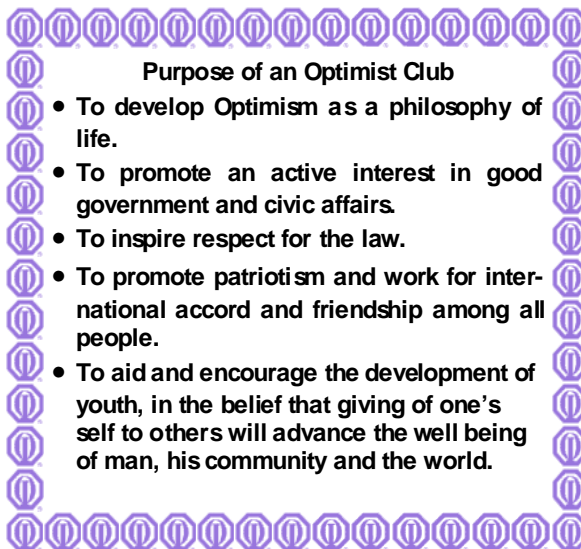 Purpose of an Optimist Club
• To develop Optimism as a philosophy of
life.
• To promote an active interest in good
government and civic affairs.
• To inspire respect for the law.
• To promote patriotism and work for inter-
national accord and friendship among all
people.
• To aid and encourage the development of
youth, in the belief that giving of one's
self to others will advance the well being
of man, his community and the world.